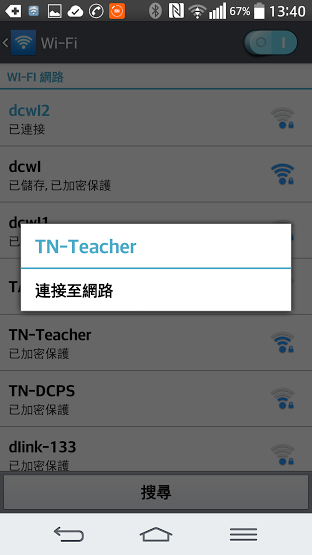 67% 13:40
Wi-Fi
WI-FI 網路
dcwl2
已連接
dcwl
已儲存, 已加密保護
dcwl1
TN-Teacher
連接至網路
TN-Teacher
已加密保護
TN-DCPS
已加密保護
dlink-133
已加密保護
搜尋